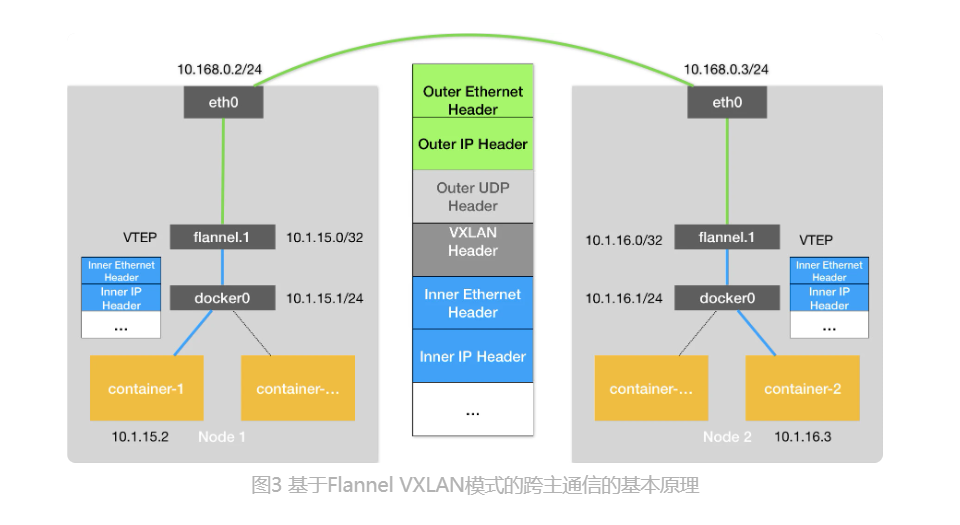 10.168.0.2/24
10.168.0.3/24
eth0
eth0
Outer Ethernet
Header
Outer IP Header
Outer UDP
Header
VXLAN
Header
Inner Ethernet
Header
Inner IP Header
...
VTEP
flannel.1
10.1.15.0/32
Inner Ethernet
Header
Inner IP
Header
...
docker0
10.1.15.1/24
container-1
container-...
10.1.15.2
Node 1
10.1.16.0/32
flannel.1
VTEP
10.1.16.1/24
docker0
Inner Ethernet
Header
Inner IP
Header
...
container-...
container-2
Node 2
10.1.16.3
图3 基于Flannel VXLAN模式的跨主通信的基本原理